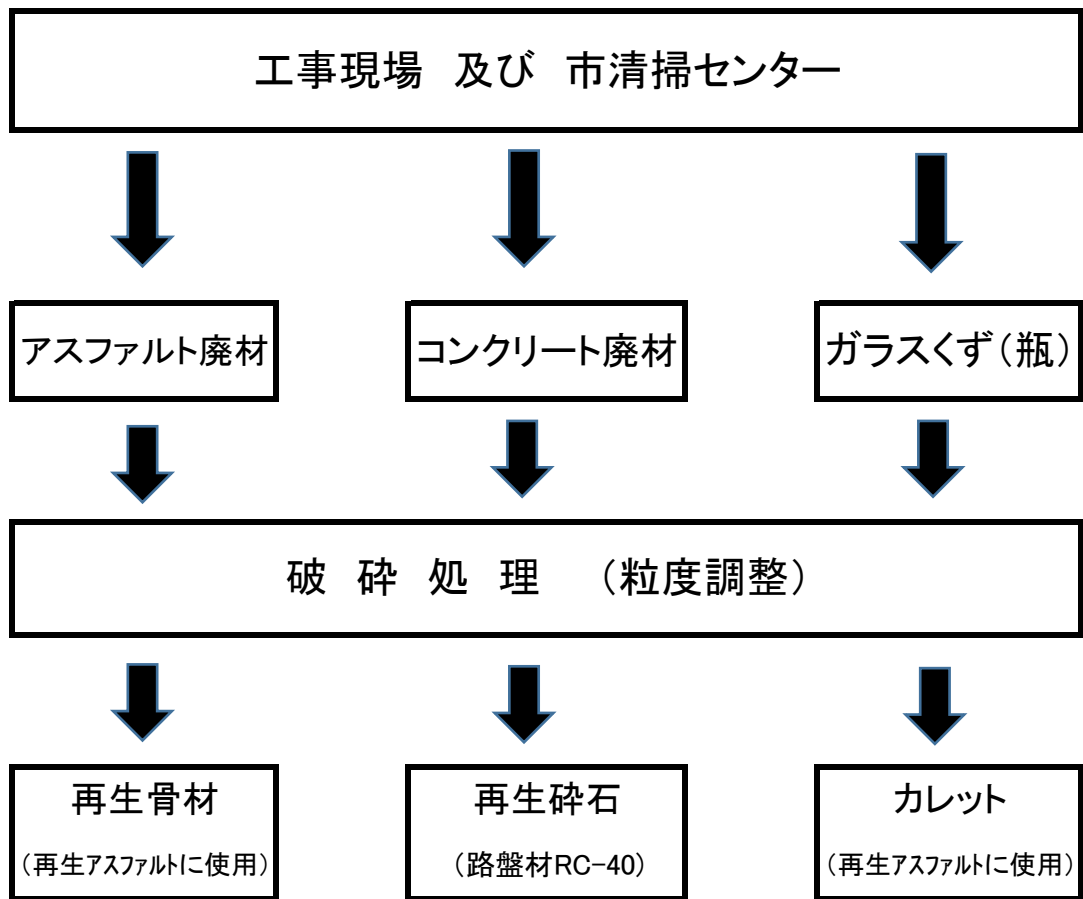 工事現場　及び　市清掃センター
アスファルト廃材
コンクリート廃材
ガラスくず（瓶）
破　砕　処　理　（粒度調整）
再生骨材
（再生ｱｽﾌｧﾙﾄに使用）
再生砕石
（路盤材RC-40）
カレット
（再生ｱｽﾌｧﾙﾄに使用）